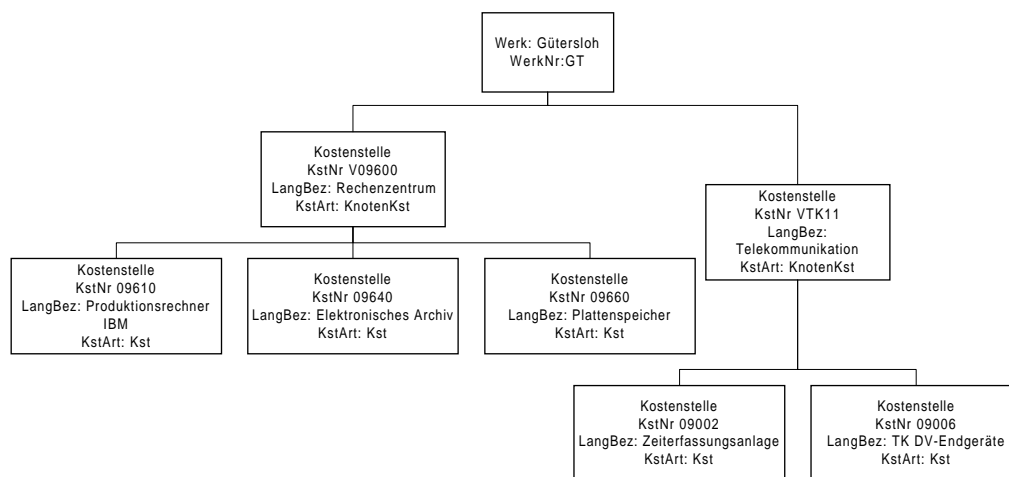 Werk: Gütersloh
WerkNr:GT
Kostenstelle
KstNr V09600
LangBez: Rechenzentrum
KstArt: KnotenKst
Kostenstelle
KstNr VTK11
LangBez:
Telekommunikation
KstArt: KnotenKst
Kostenstelle
KstNr 09610
LangBez: Produktionsrechner
IBM
KstArt: Kst
Kostenstelle
KstNr 09640
LangBez: Elektronisches Archiv
KstArt: Kst
Kostenstelle
KstNr 09660
LangBez: Plattenspeicher
KstArt: Kst
Kostenstelle
KstNr 09002
LangBez: Zeiterfassungsanlage
KstArt: Kst
Kostenstelle
KstNr 09006
LangBez: TK DV-Endgeräte
KstArt: Kst